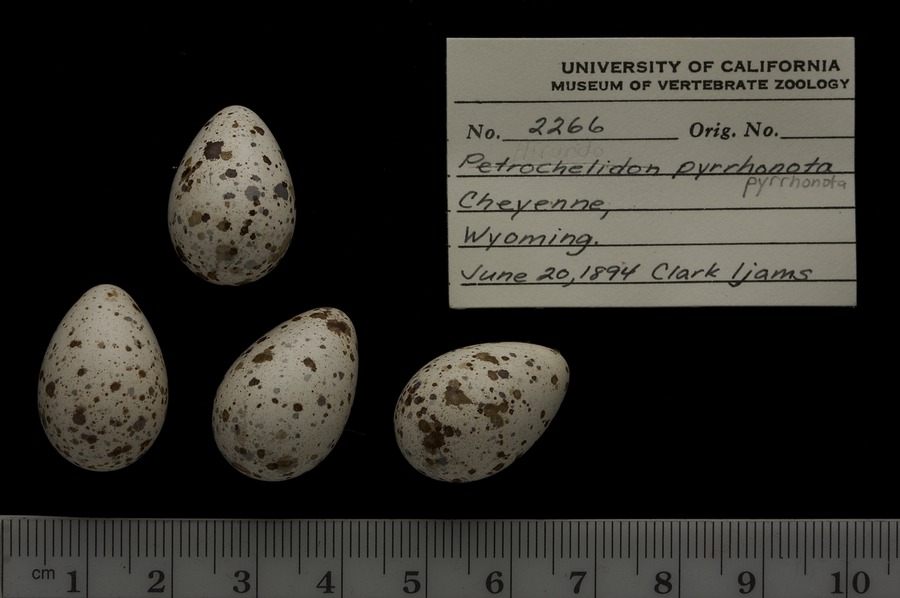 UNIVERSITY OF CALIFORNIA
MUSEUM OF VERTEBRATE ZOOLOGY
No. 2266 Orig. No.
Petrochelidon pyrrhonota
pyrrhonota
Cheyenne,
Wyoming.
June 20, 1894 Clark Ijams
cm 1 2 3 4 5 6 7 8 9 10